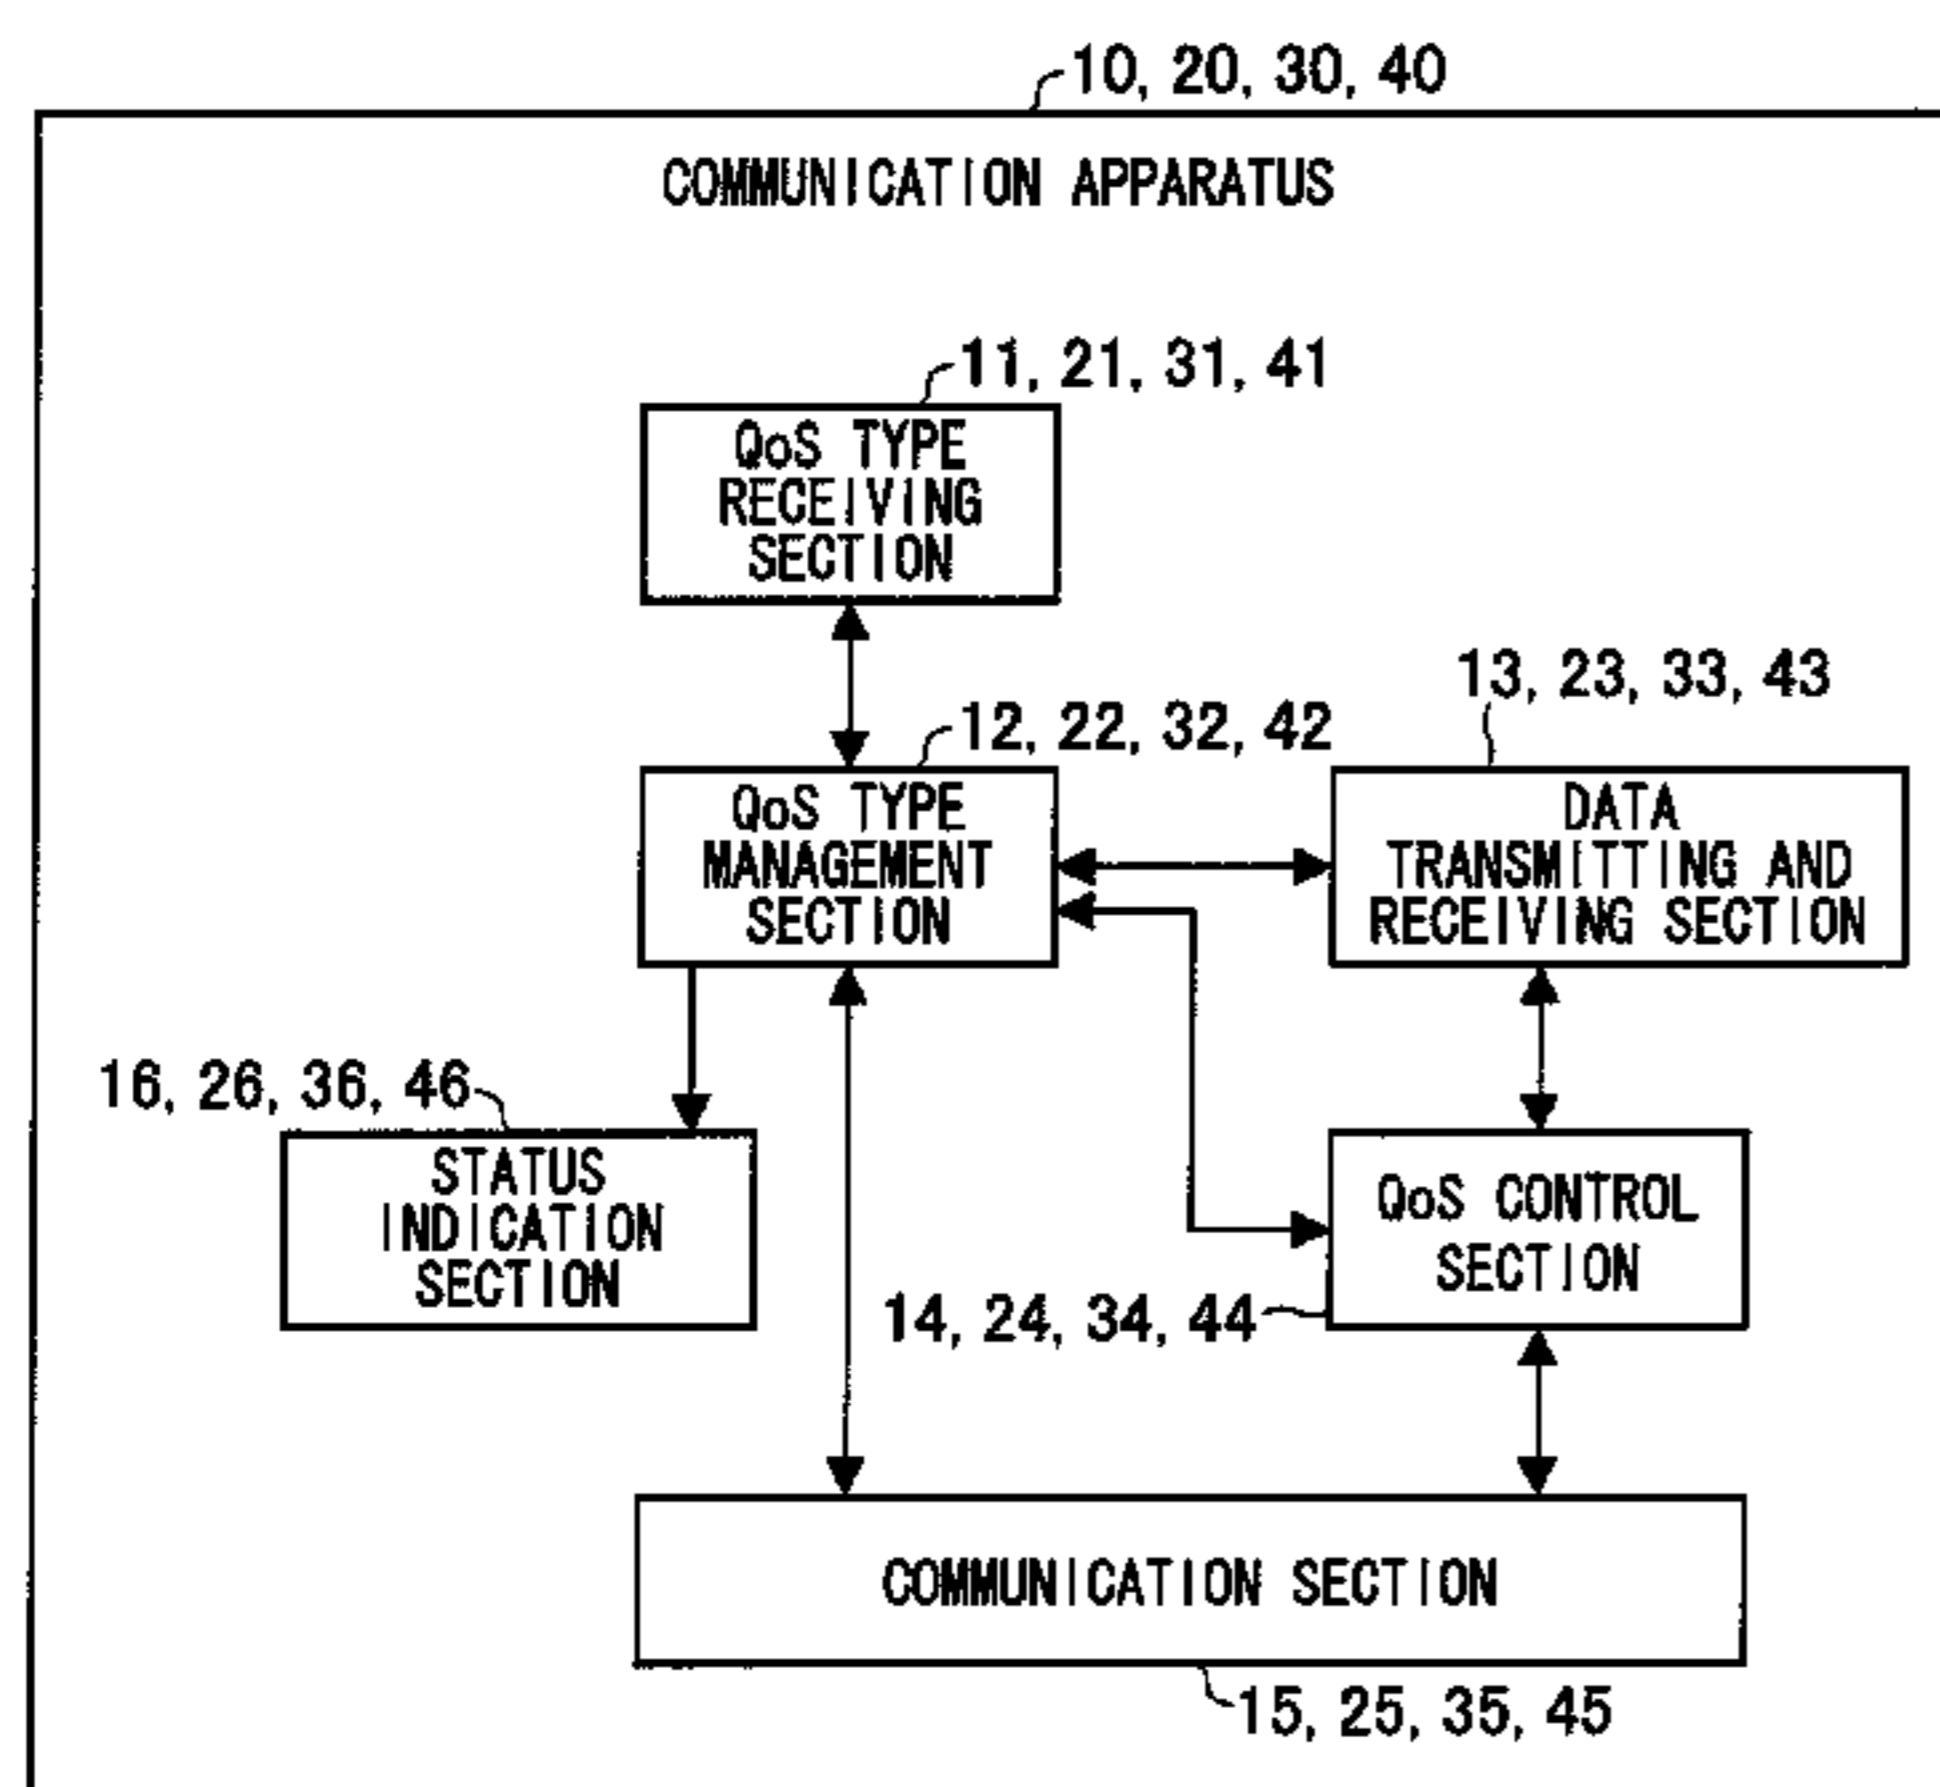 10, 20, 30, 40
COMMUNICATION APPARATUS
11, 21, 31, 41
QoS TYPE
RECEIVING
SECTION
12, 22, 32, 42
QoS TYPE
MANAGEMENT
SECTION
13, 23, 33, 43
DATA
TRANSMITTING AND
RECEIVING SECTION
16, 26, 36, 46
STATUS
INDICATION
SECTION
QoS CONTROL
SECTION
14, 24, 34, 44
COMMUNICATION SECTION
15, 25, 35, 45